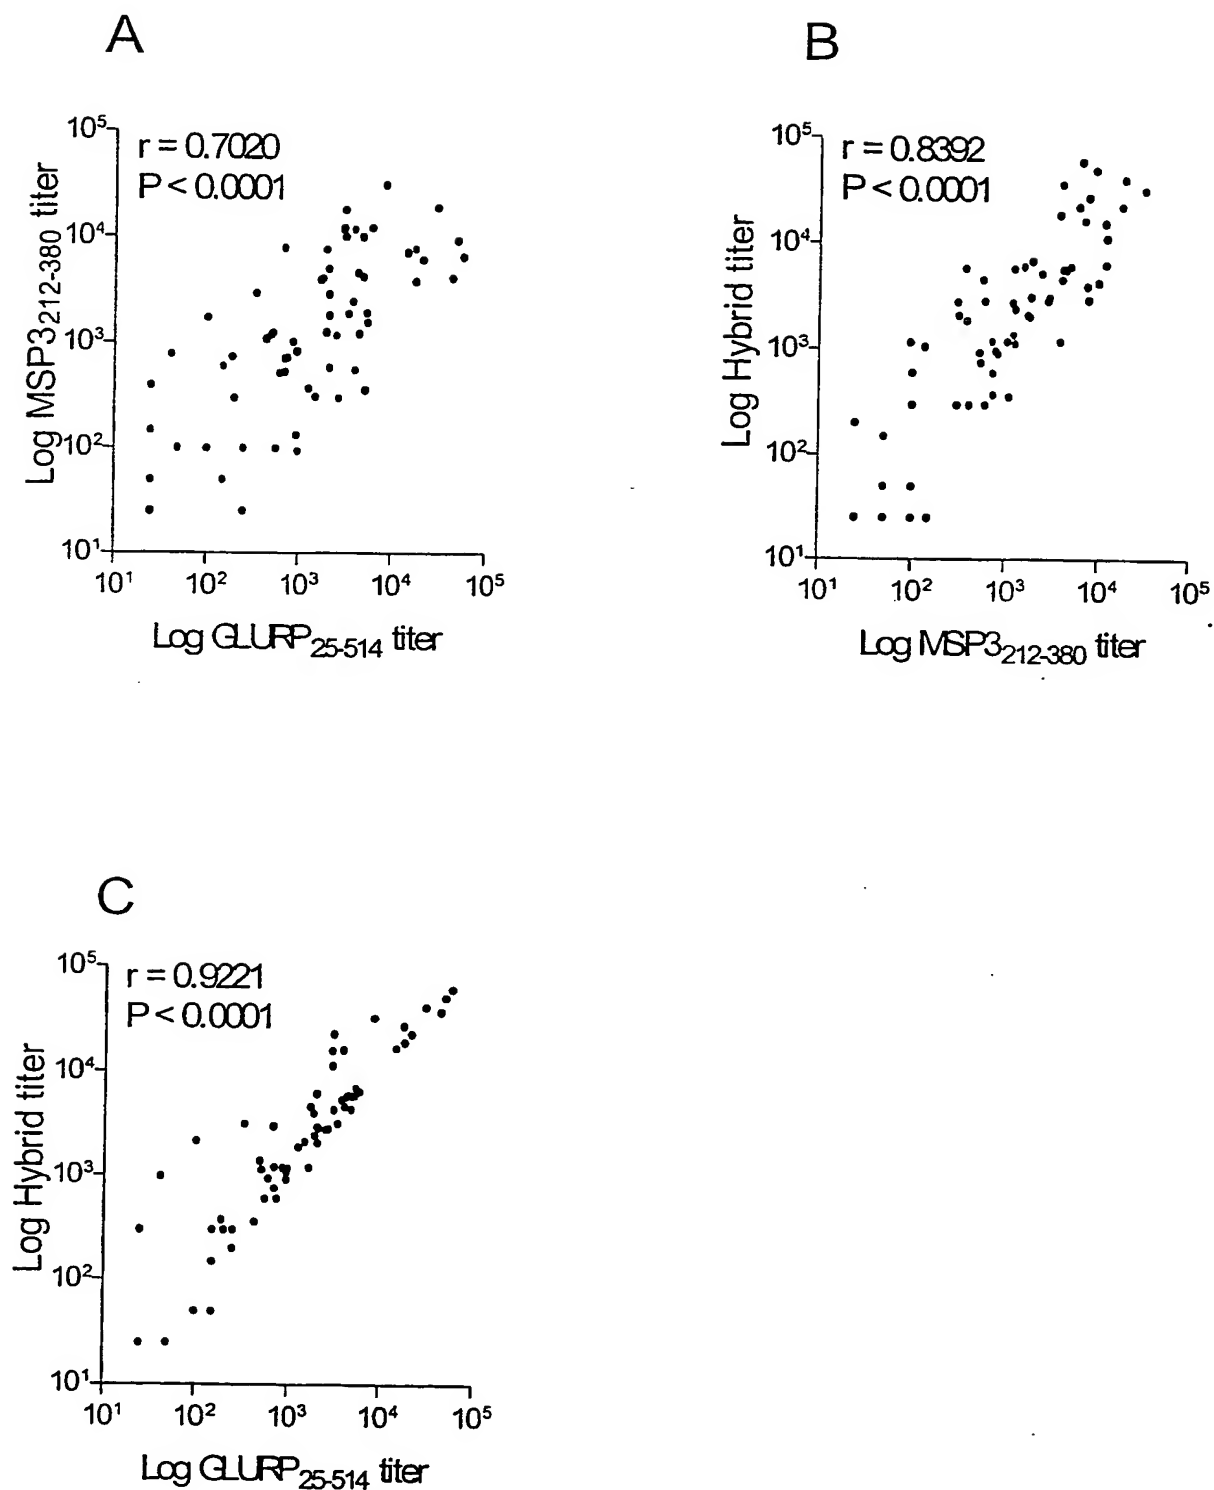 A
r = 0.7020
P < 0.0001
Log MSP3212-380 titer
10⁵
10⁴
10³
10²
10¹
10¹ 10² 10³ 10⁴ 10⁵
Log GLURP25-514 titer
B
r = 0.8392
P < 0.0001
Log Hybrid titer
10⁵
10⁴
10³
10²
10¹
10¹ 10² 10³ 10⁴ 10⁵
Log MSP3212-380 titer
C
r = 0.9221
P < 0.0001
Log Hybrid titer
10⁵
10⁴
10³
10²
10¹
10¹ 10² 10³ 10⁴ 10⁵
Log GLURP25-514 titer